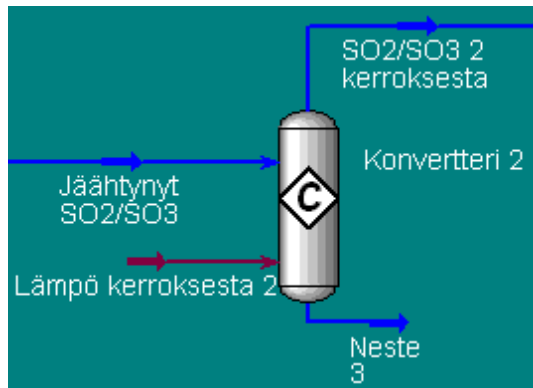 SO2/SO3 2
kerroksesta
Konvertteri 2
Jäähtynyt
SO2/SO3
C
Lämpö kerroksesta 2
Neste
3